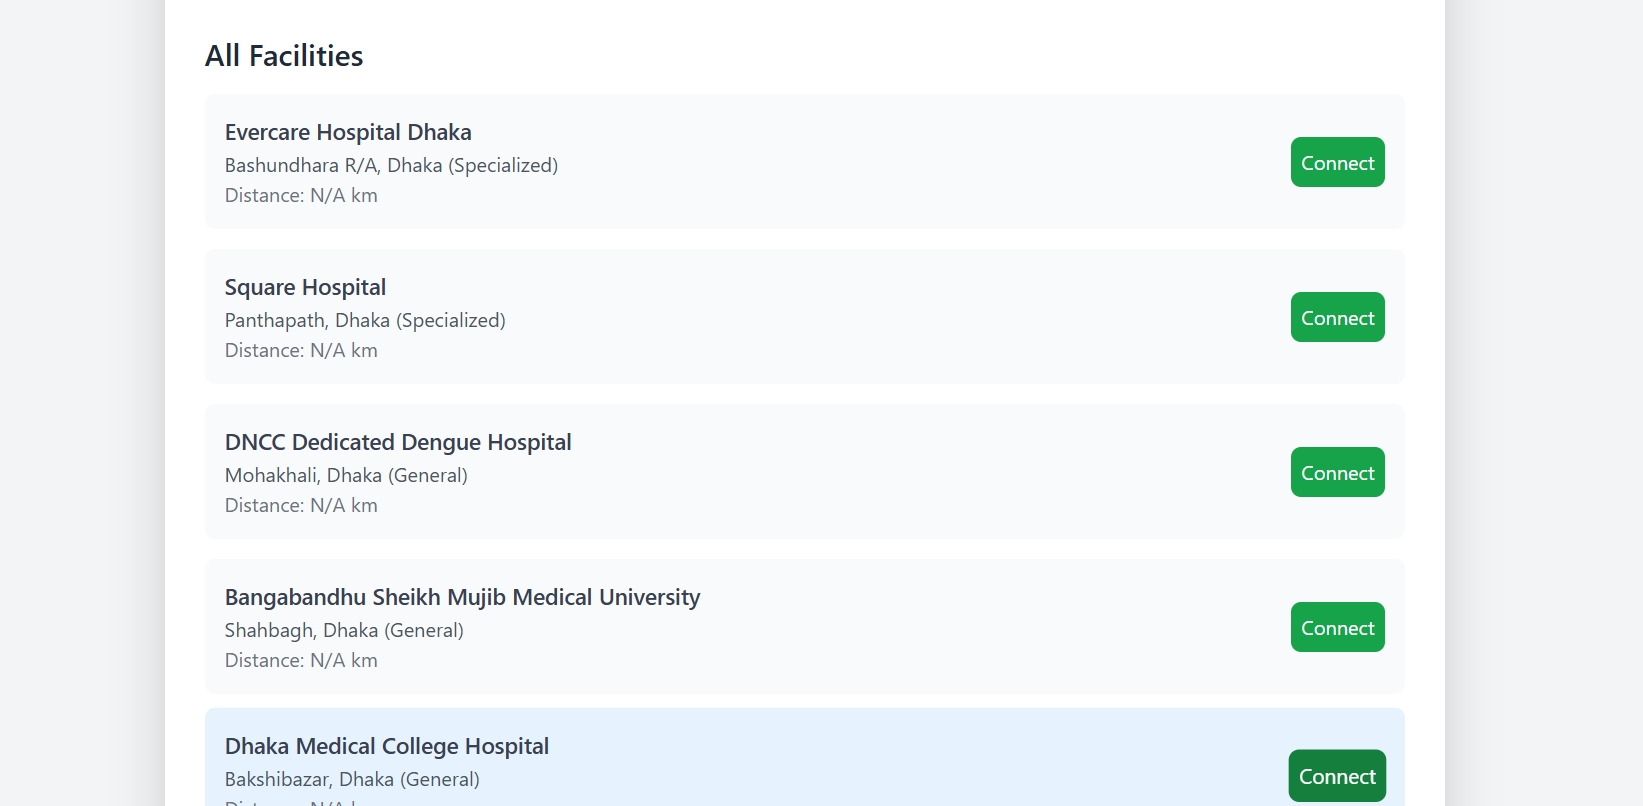 All Facilities
Evercare Hospital Dhaka
Bashundhara R/A, Dhaka (Specialized)
Distance: N/A km
Connect
Square Hospital
Panthapath, Dhaka (Specialized)
Distance: N/A km
Connect
DNCC Dedicated Dengue Hospital
Mohakhali, Dhaka (General)
Distance: N/A km
Connect
Bangabandhu Sheikh Mujib Medical University
Shahbagh, Dhaka (General)
Distance: N/A km
Connect
Dhaka Medical College Hospital
Bakshibazar, Dhaka (General)
Connect